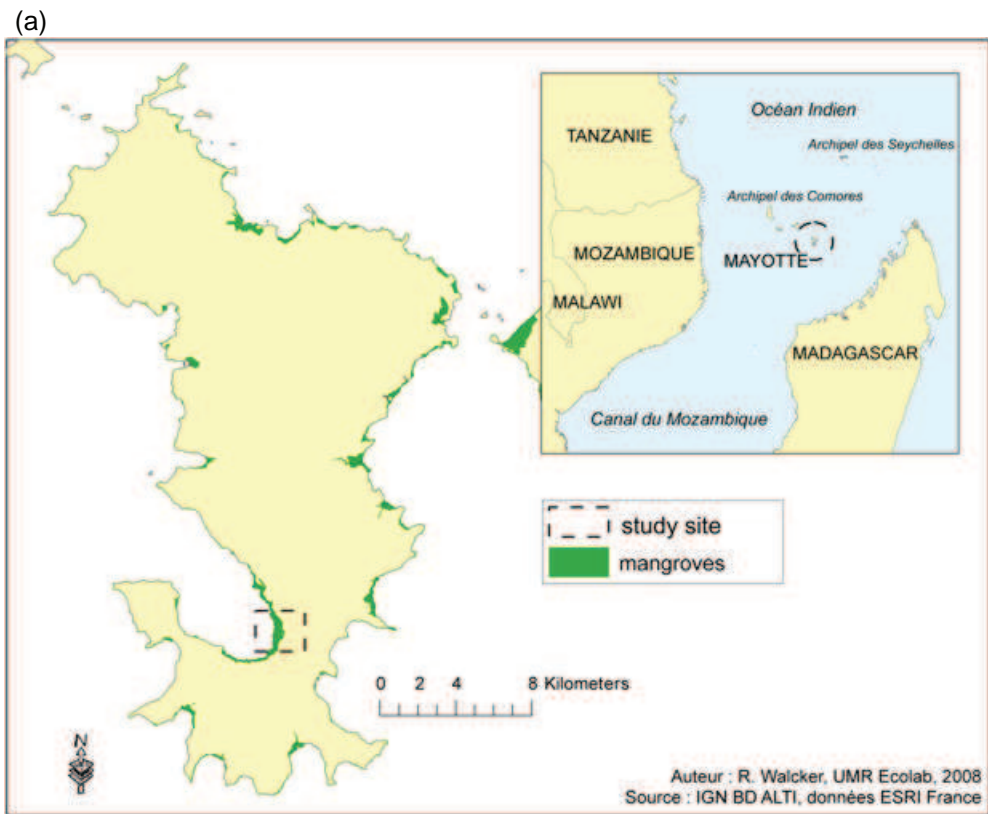 (a)
Océan Indien
TANZANIE
Archipel des Seychelles
Archipel des Comores
MOZAMBIQUE
MAYOTTE
MALAWI
MADAGASCAR
Canal du Mozambique
study site
mangroves
0 2 4 8 Kilometers
N
Auteur : R. Walcker, UMR Ecolab, 2008
Source : IGN BD ALTI, données ESRI France